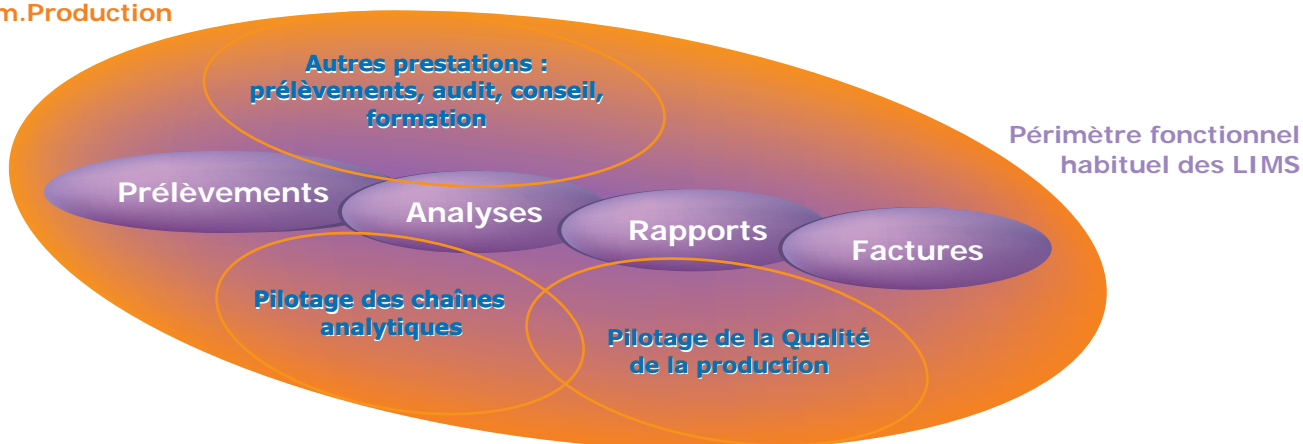 m.Production
Autres prestations :
prélèvements, audit, conseil,
formation
Périmètre fonctionnel
habituel des LIMS
Prélèvements
Analyses
Rapports
Factures
Pilotage des chaînes
analytiques
Pilotage de la Qualité
de la production